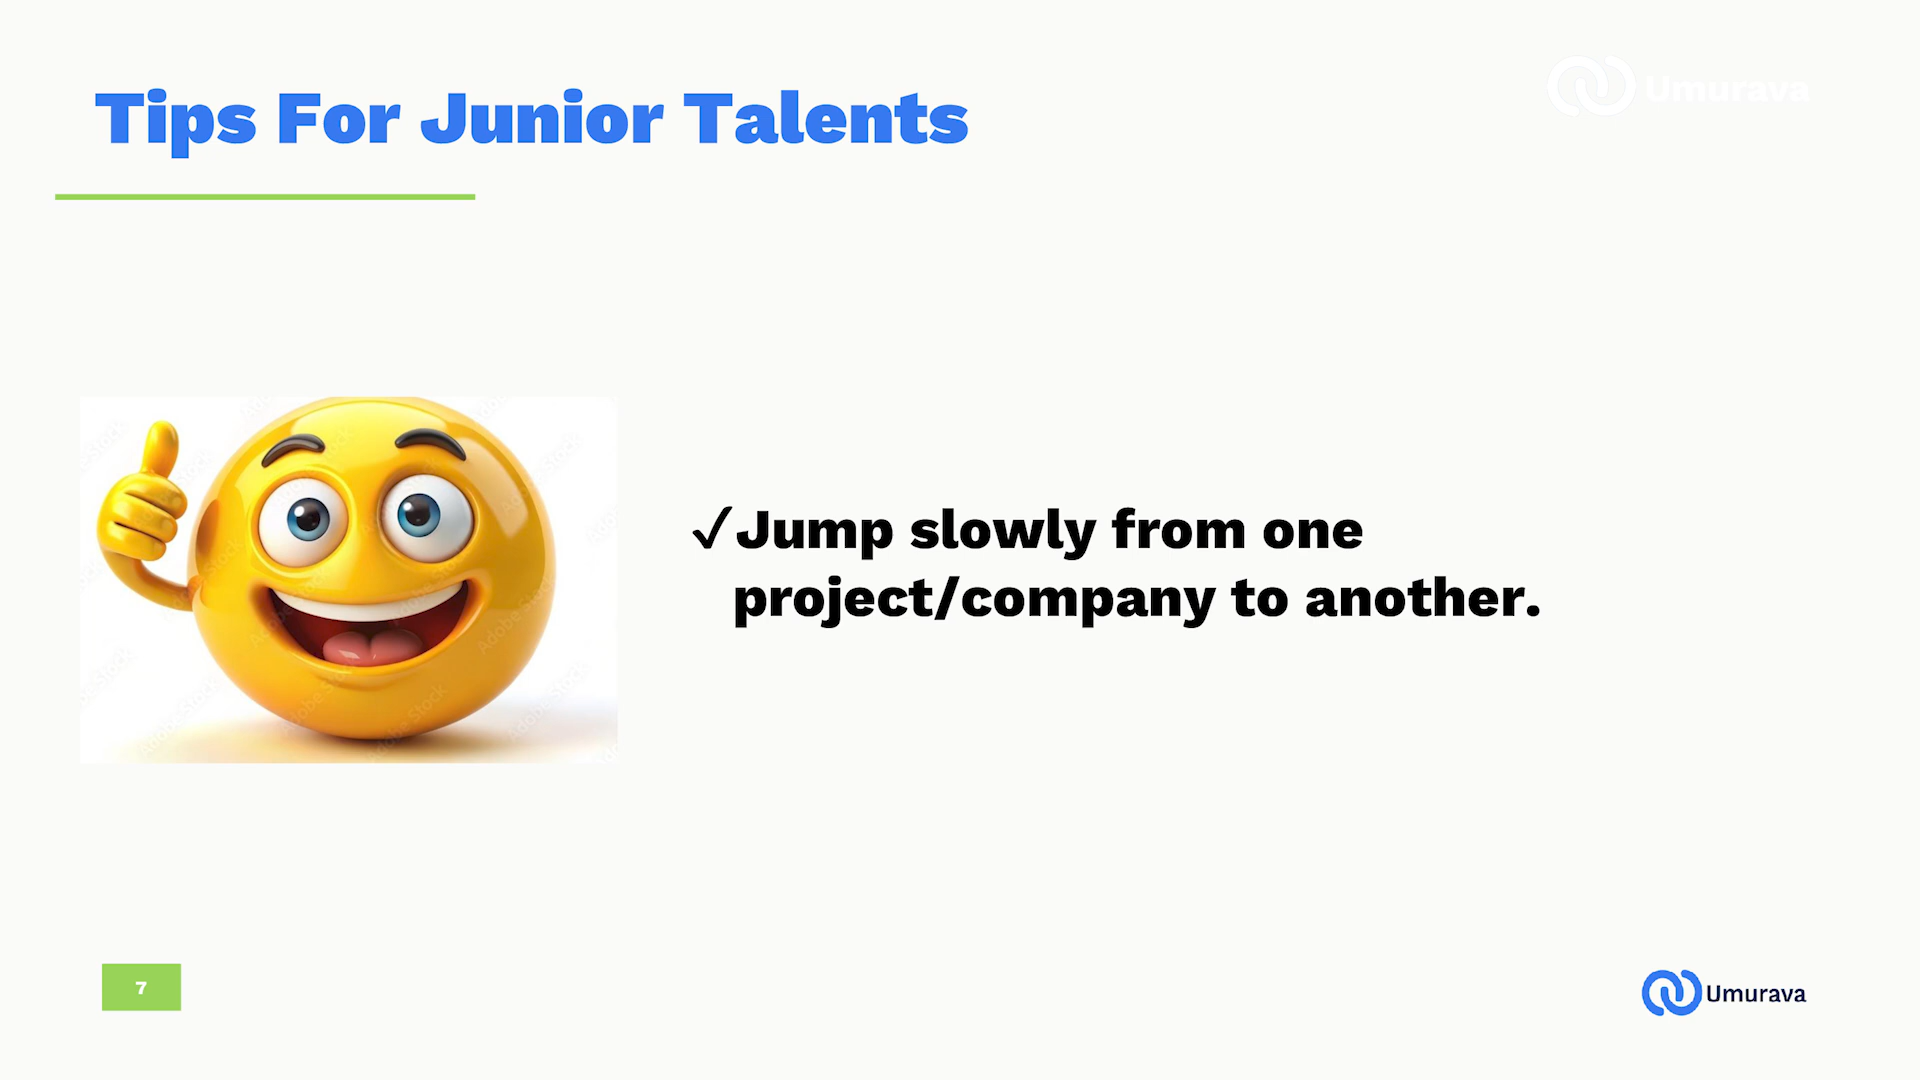 Umurava
Tips For Junior Talents
✓Jump slowly from one
project/company to another.
7
Umurava